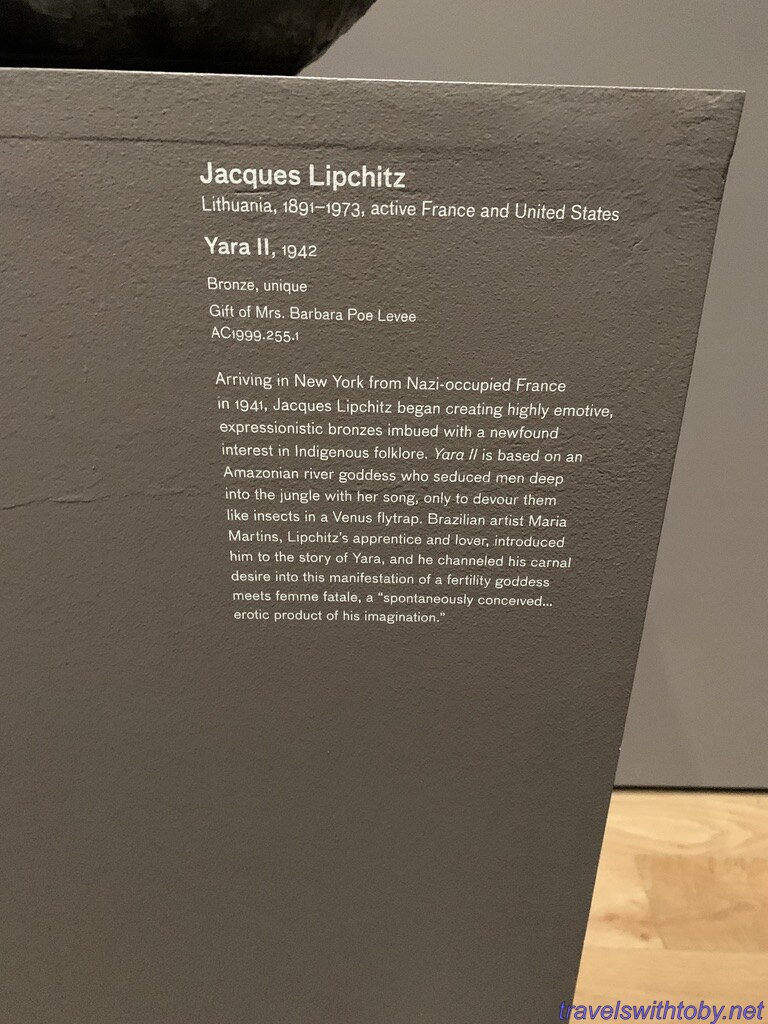 Jacques Lipchitz
Lithuania, 1891–1973, active France and United States
Yara II, 1942
Bronze, unique
Gift of Mrs. Barbara Poe Levee
AC1999.255.1
Arriving in New York from Nazi-occupied France
in 1941, Jacques Lipchitz began creating highly emotive,
expressionistic bronzes imbued with a newfound
interest in Indigenous folklore. Yara II is based on an
Amazonian river goddess who seduced men deep
into the jungle with her song, only to devour them
like insects in a Venus flytrap. Brazilian artist Maria
Martins, Lipchitz's apprentice and lover, introduced
him to the story of Yara, and he channeled his carnal
desire into this manifestation of a fertility goddess
meets femme fatale, a "spontaneously conceived...
erotic product of his imagination."
travelswithtoby.net